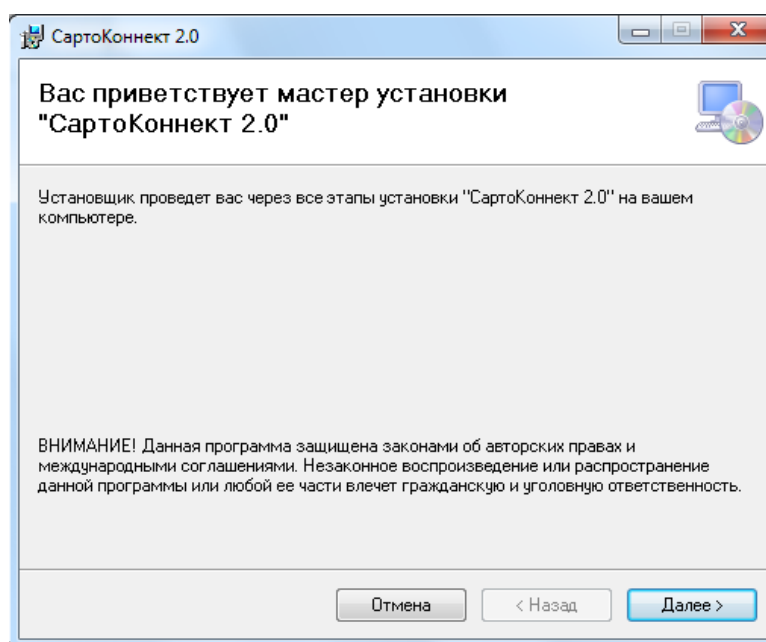 СартоКоннект 2.0
Вас приветствует мастер установки
"СартоКоннект 2.0"
Установщик проведет вас через все этапы установки "СартоКоннект 2.0" на вашем
компьютере.
ВНИМАНИЕ! Данная программа защищена законами об авторских правах и
международными соглашениями. Незаконное воспроизведение или распространение
данной программы или любой ее части влечет гражданскую и уголовную ответственность.
Отмена
< Назад
Далее >